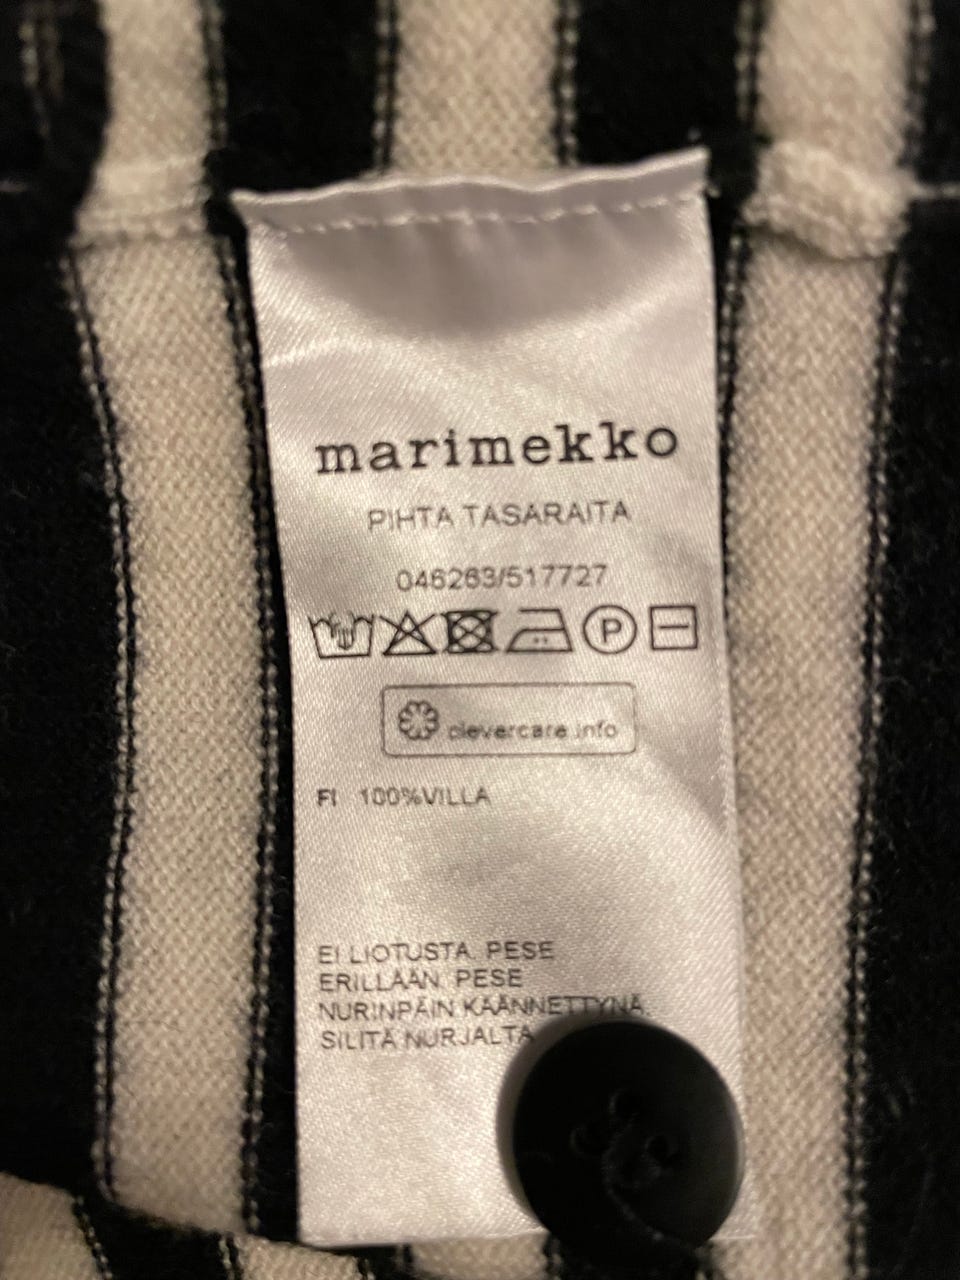 marimekko
PIHTA TASARAITA
046263/517727
P
clevercare.info
FI 100%VILLA
EI LIOTUSTA. PESE
ERILLÄÄN. PESE
NURINPÄIN KÄÄNNETTYNÄ.
SILITÄ NURJALTA